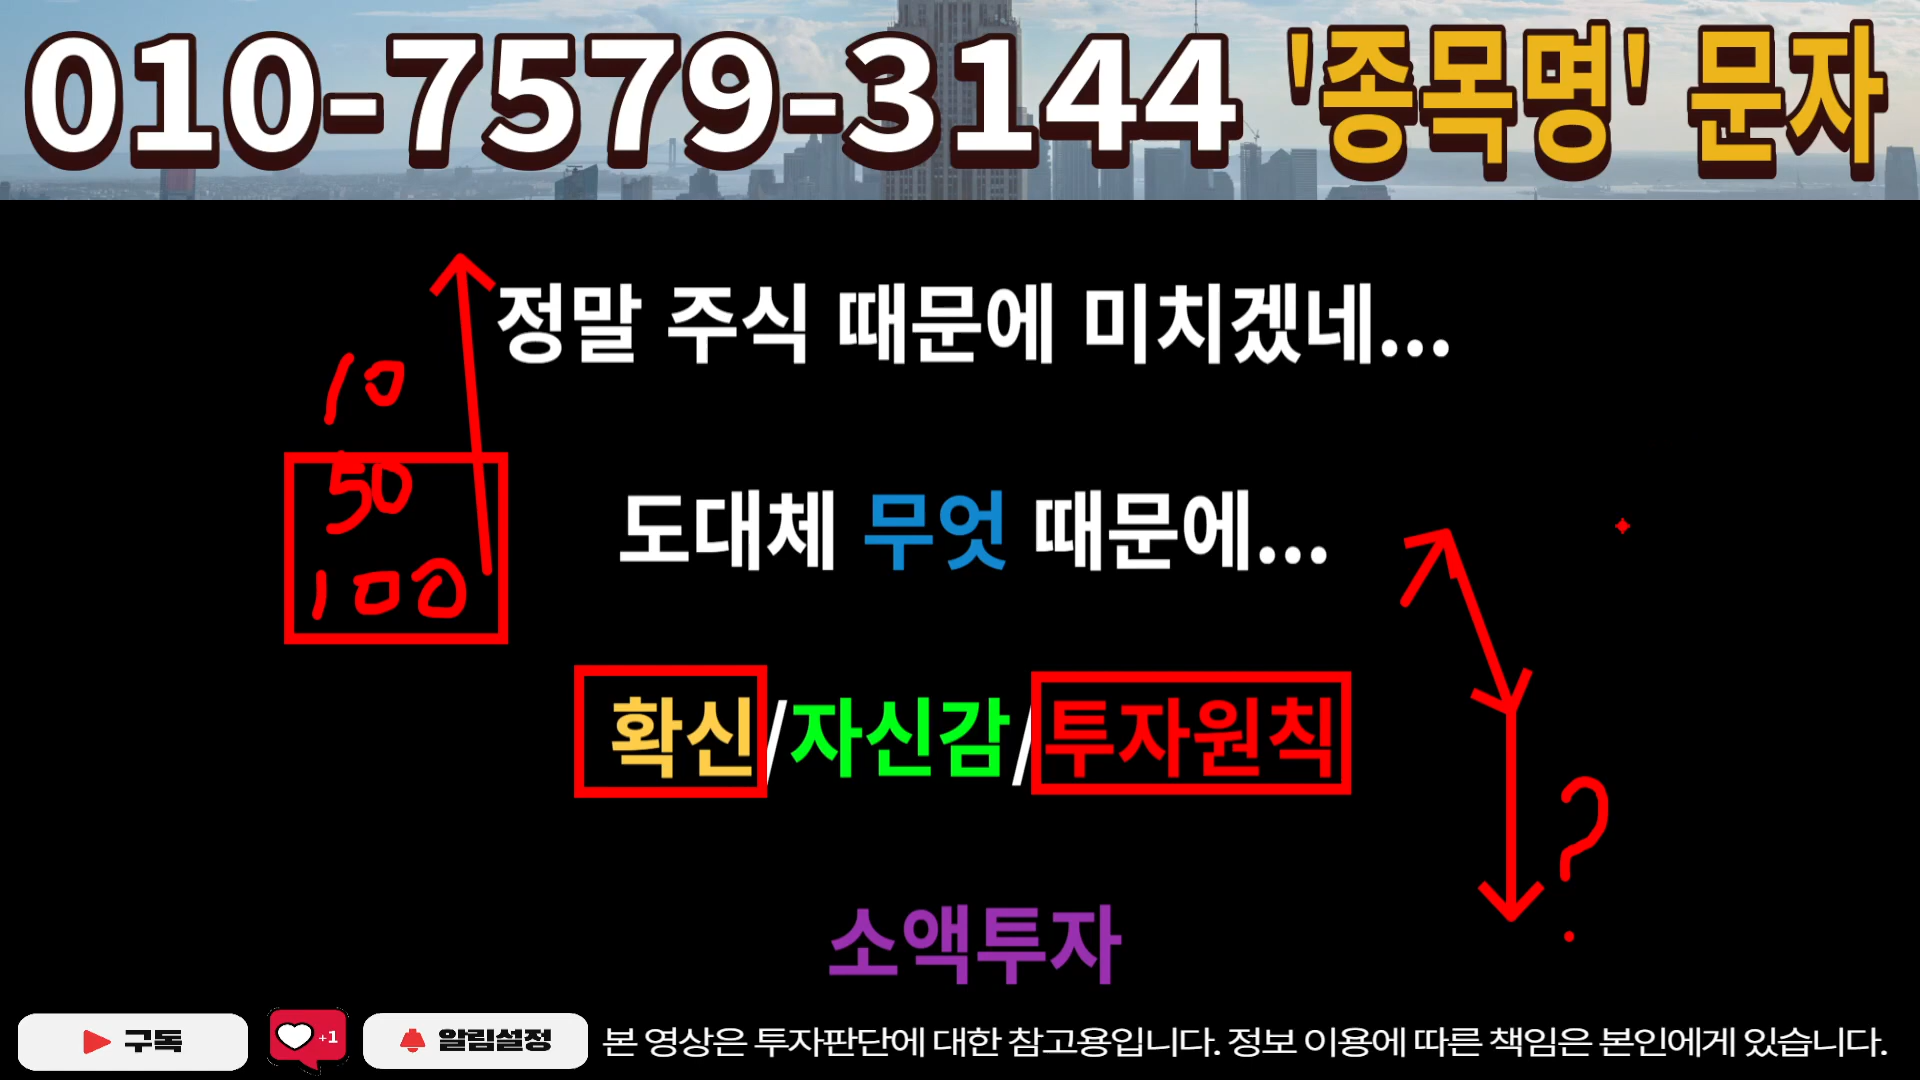 010-7579-3144 '종목명' 문자
정말 주식 때문에 미치겠네...
10
도대체 무엇 때문에...
50
100
확신/자신감/투자원칙
?
소액투자
구독
+1
알림설정
본 영상은 투자판단에 대한 참고용입니다. 정보 이용에 따른 책임은 본인에게 있습니다.